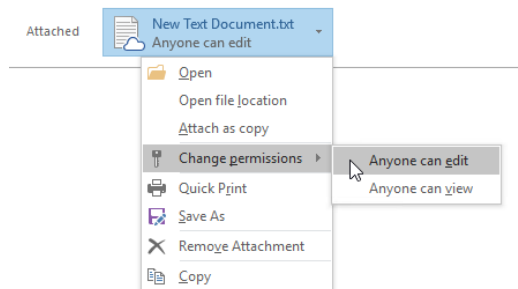 Attached
New Text Document.txt
Anyone can edit
Open
Open file location
Attach as copy
Change permissions
Anyone can edit
Anyone can view
Quick Print
Save As
Remove Attachment
Copy